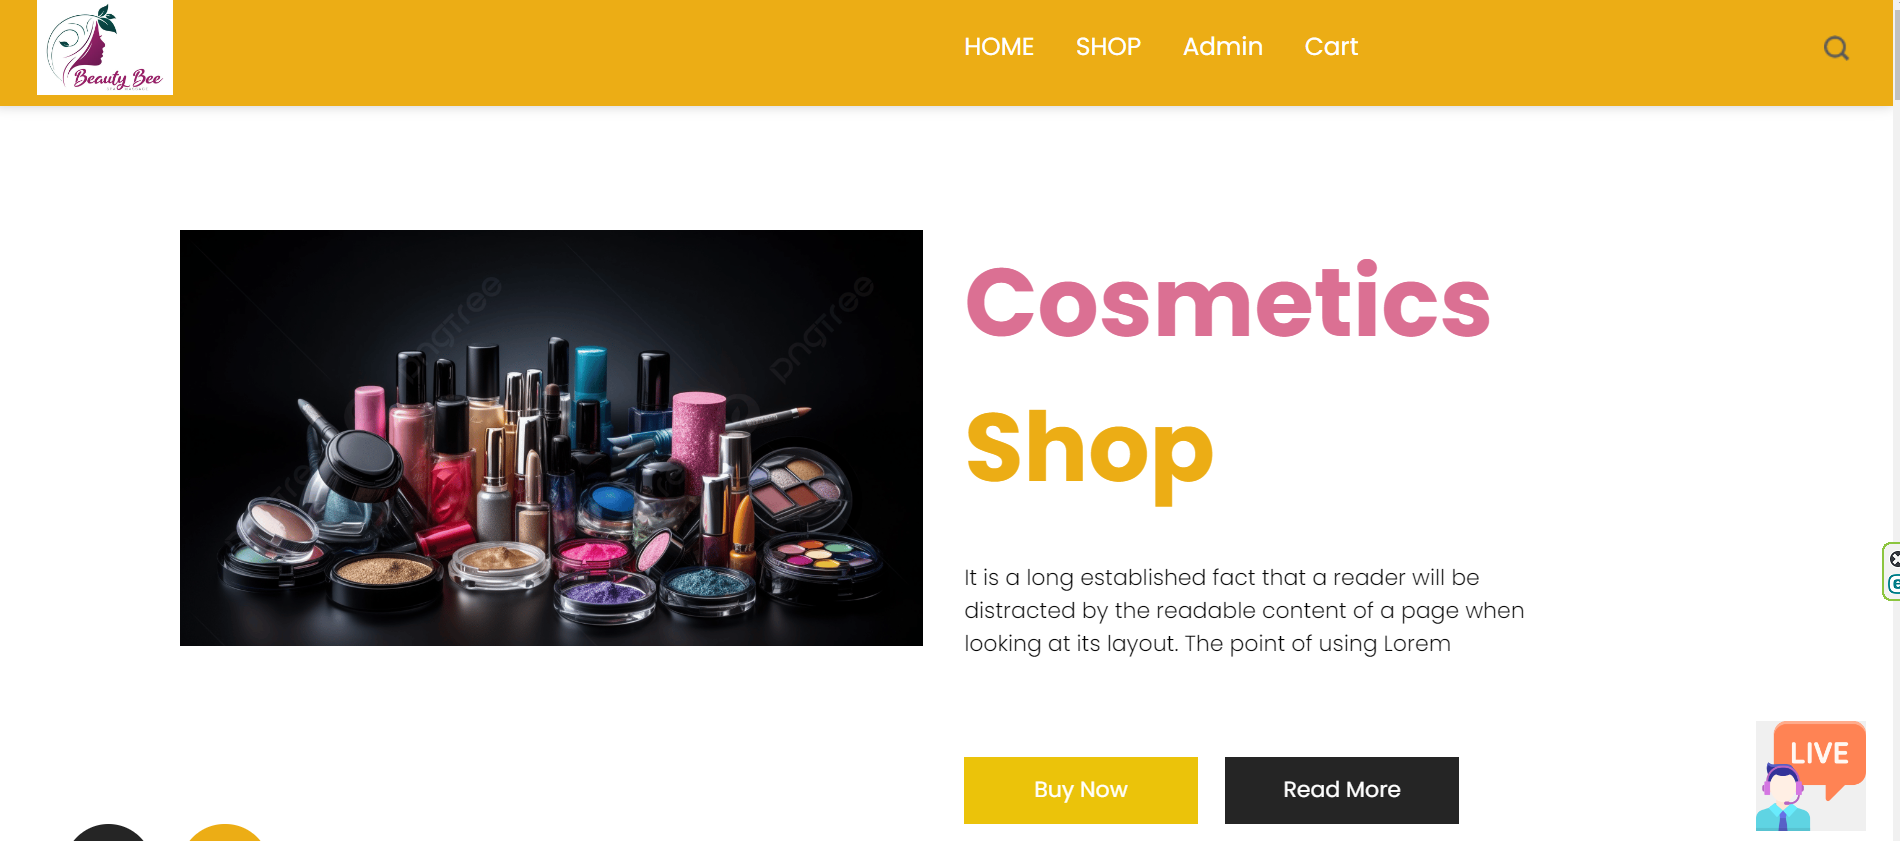 Beauty Bee
HOME SHOP Admin Cart
pngtree
pngtree
Cosmetics
Shop
It is a long established fact that a reader will be
distracted by the readable content of a page when
looking at its layout. The point of using Lorem
LIVE
Buy Now Read More